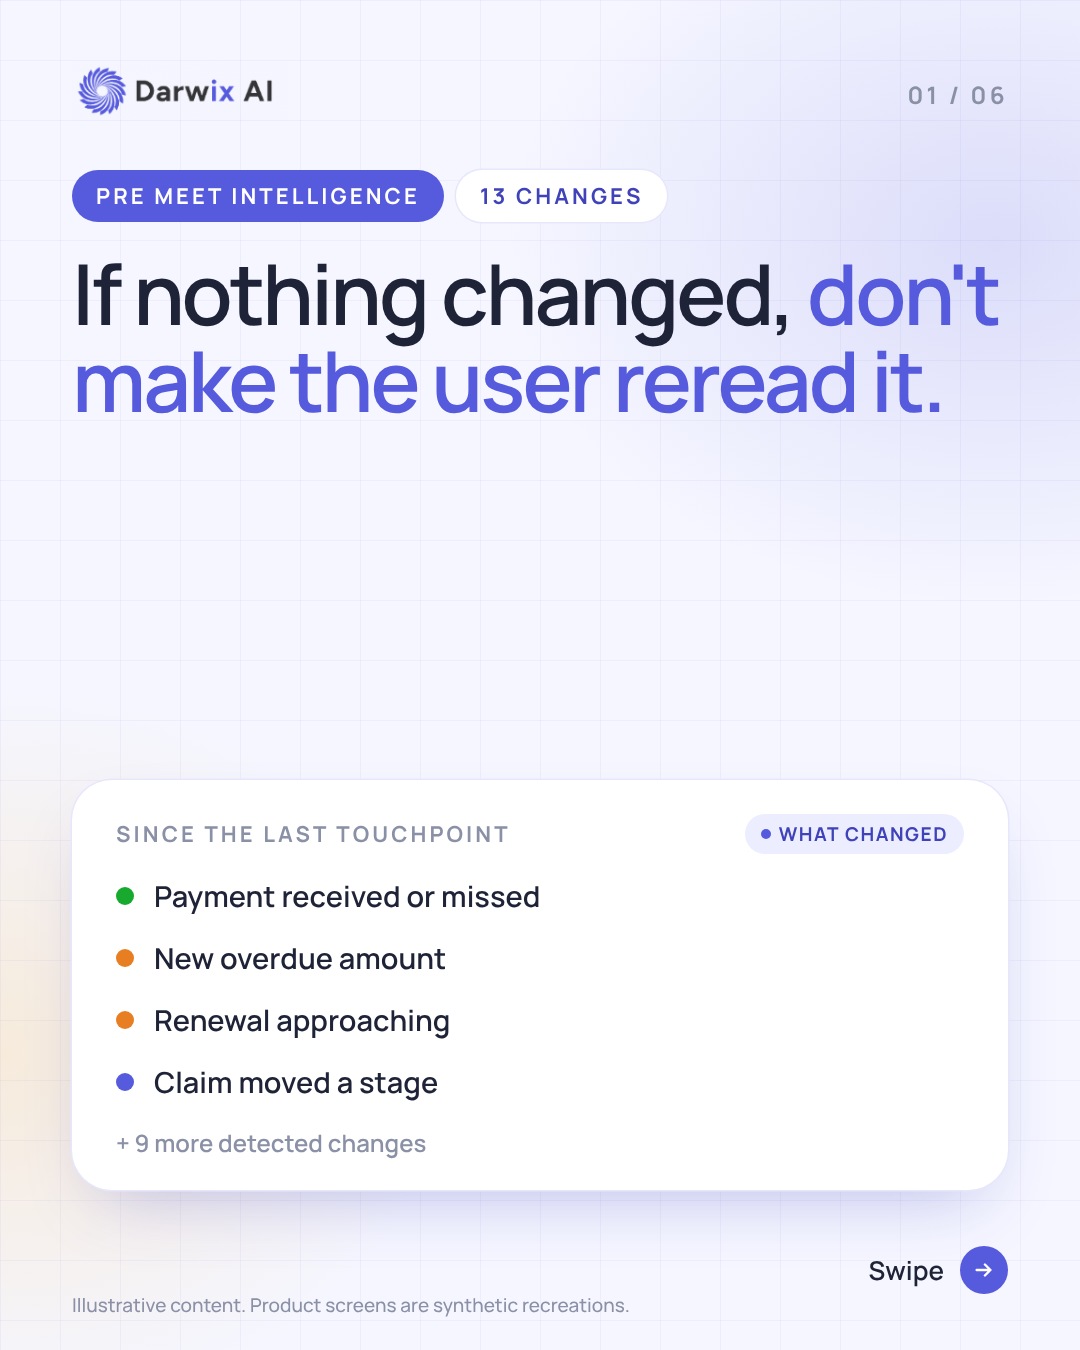 Darwix AI
01 / 06
PRE MEET INTELLIGENCE
13 CHANGES
If nothing changed, don't
make the user reread it.
SINCE THE LAST TOUCHPOINT
WHAT CHANGED
Payment received or missed
New overdue amount
Renewal approaching
Claim moved a stage
+ 9 more detected changes
Swipe
Illustrative content. Product screens are synthetic recreations.